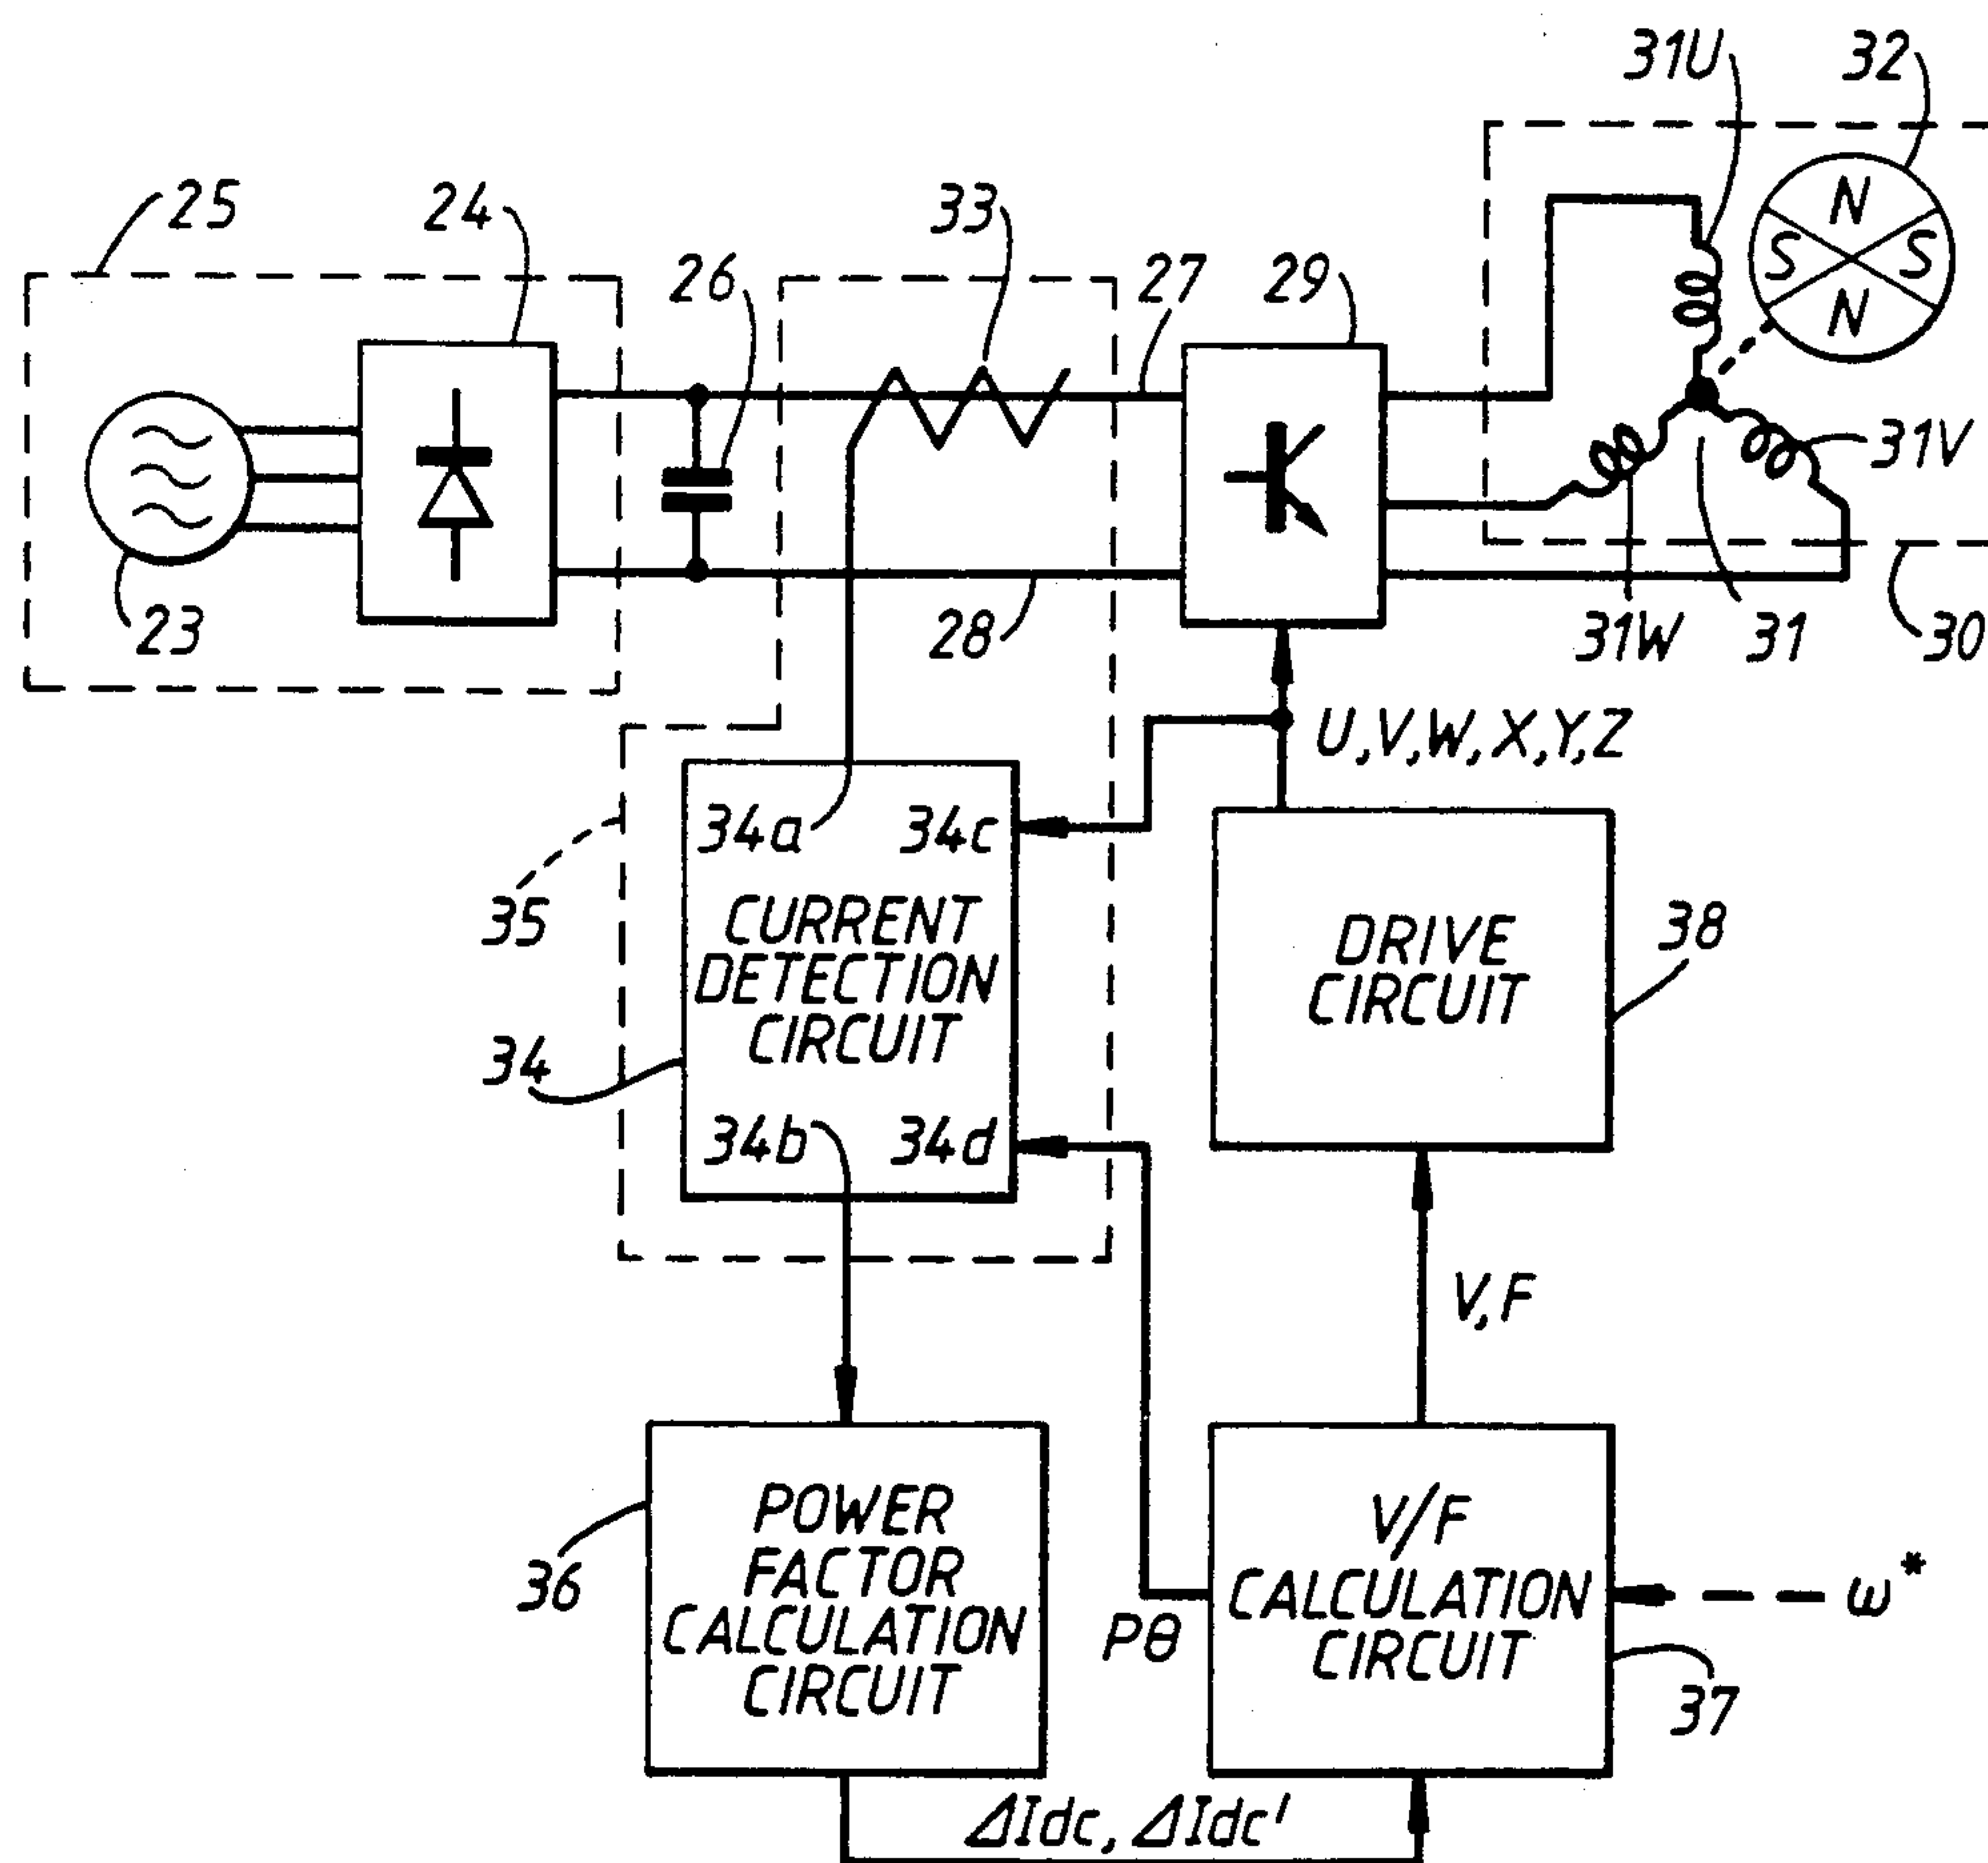 31U
32
25
24
33
26
27
29
N
S
S
N
31V
23
28
31W
31
30
U,V,W,X,Y,Z
34a
34c
35
CURRENT
DETECTION
CIRCUIT
DRIVE
CIRCUIT
38
34
34b
34d
V,F
POWER
FACTOR
CALCULATION
CIRCUIT
36
V/F
CALCULATION
CIRCUIT
ω*
Pθ
37
ΔIdc, ΔIdc'